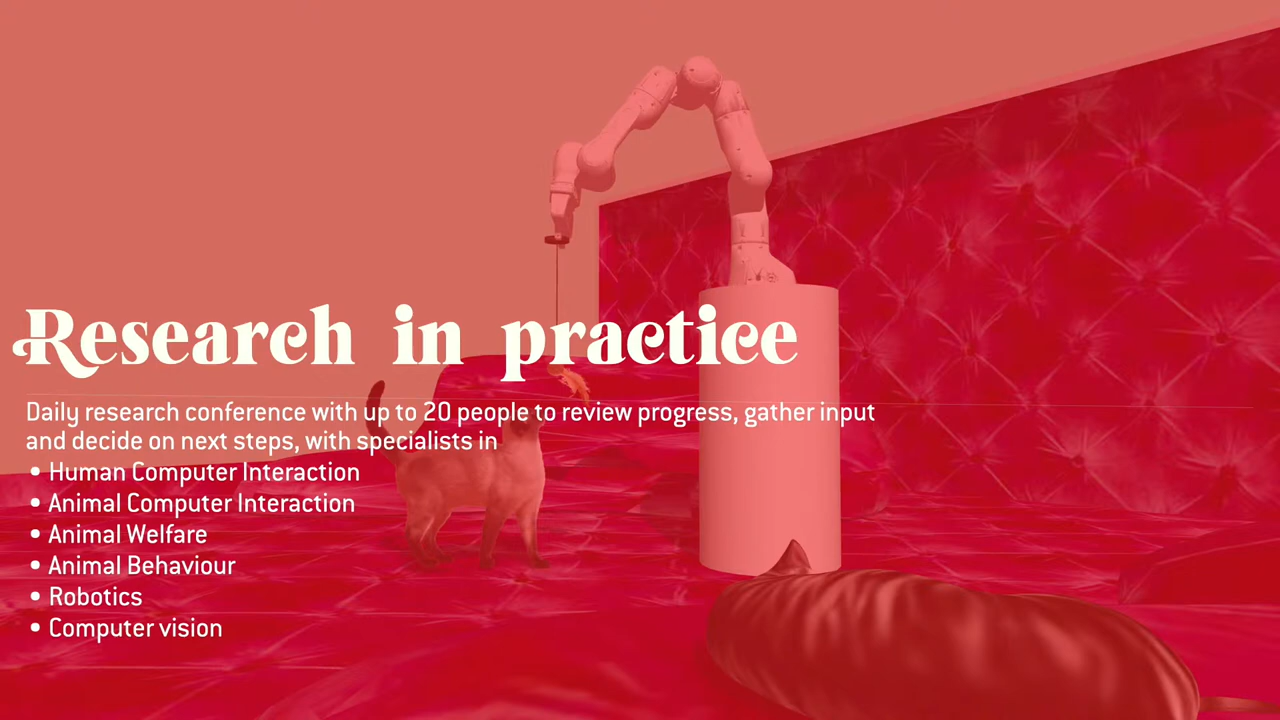 Research in practice
Daily research conference with up to 20 people to review progress, gather input
and decide on next steps, with specialists in
• Human Computer Interaction
• Animal Computer Interaction
• Animal Welfare
• Animal Behaviour
• Robotics
• Computer vision